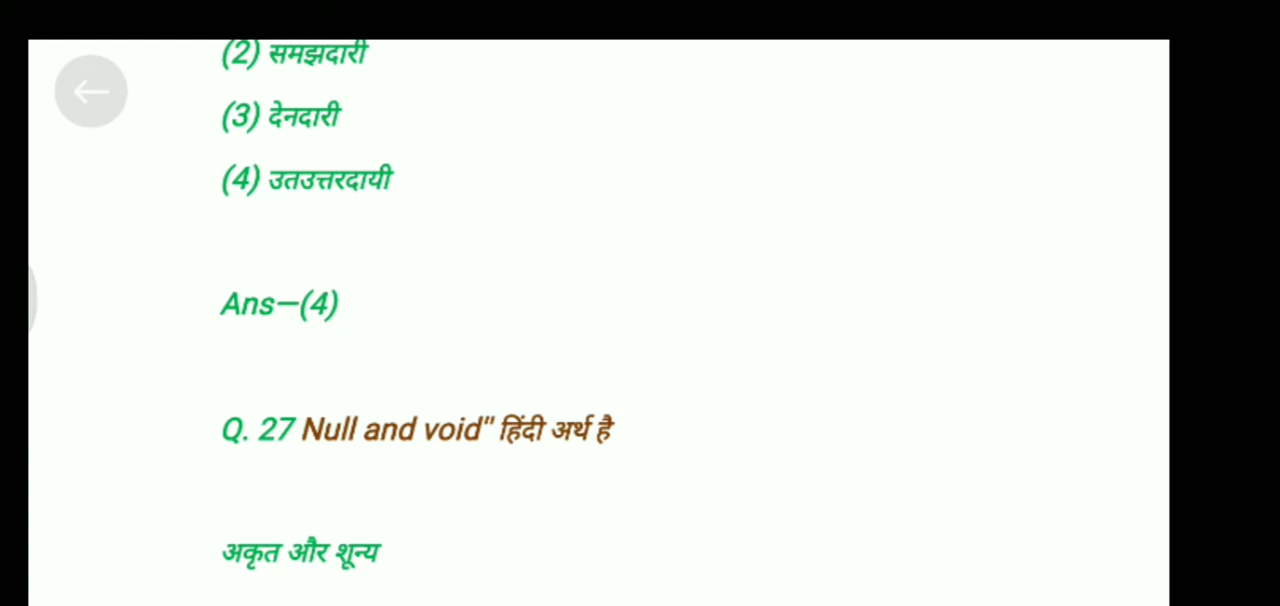 (2) समझदारी
(3) देनदारी
(4) उतउत्तरदायी
Ans—(4)
Q. 27 Null and void" हिंदी अर्थ है
अकृत और शून्य